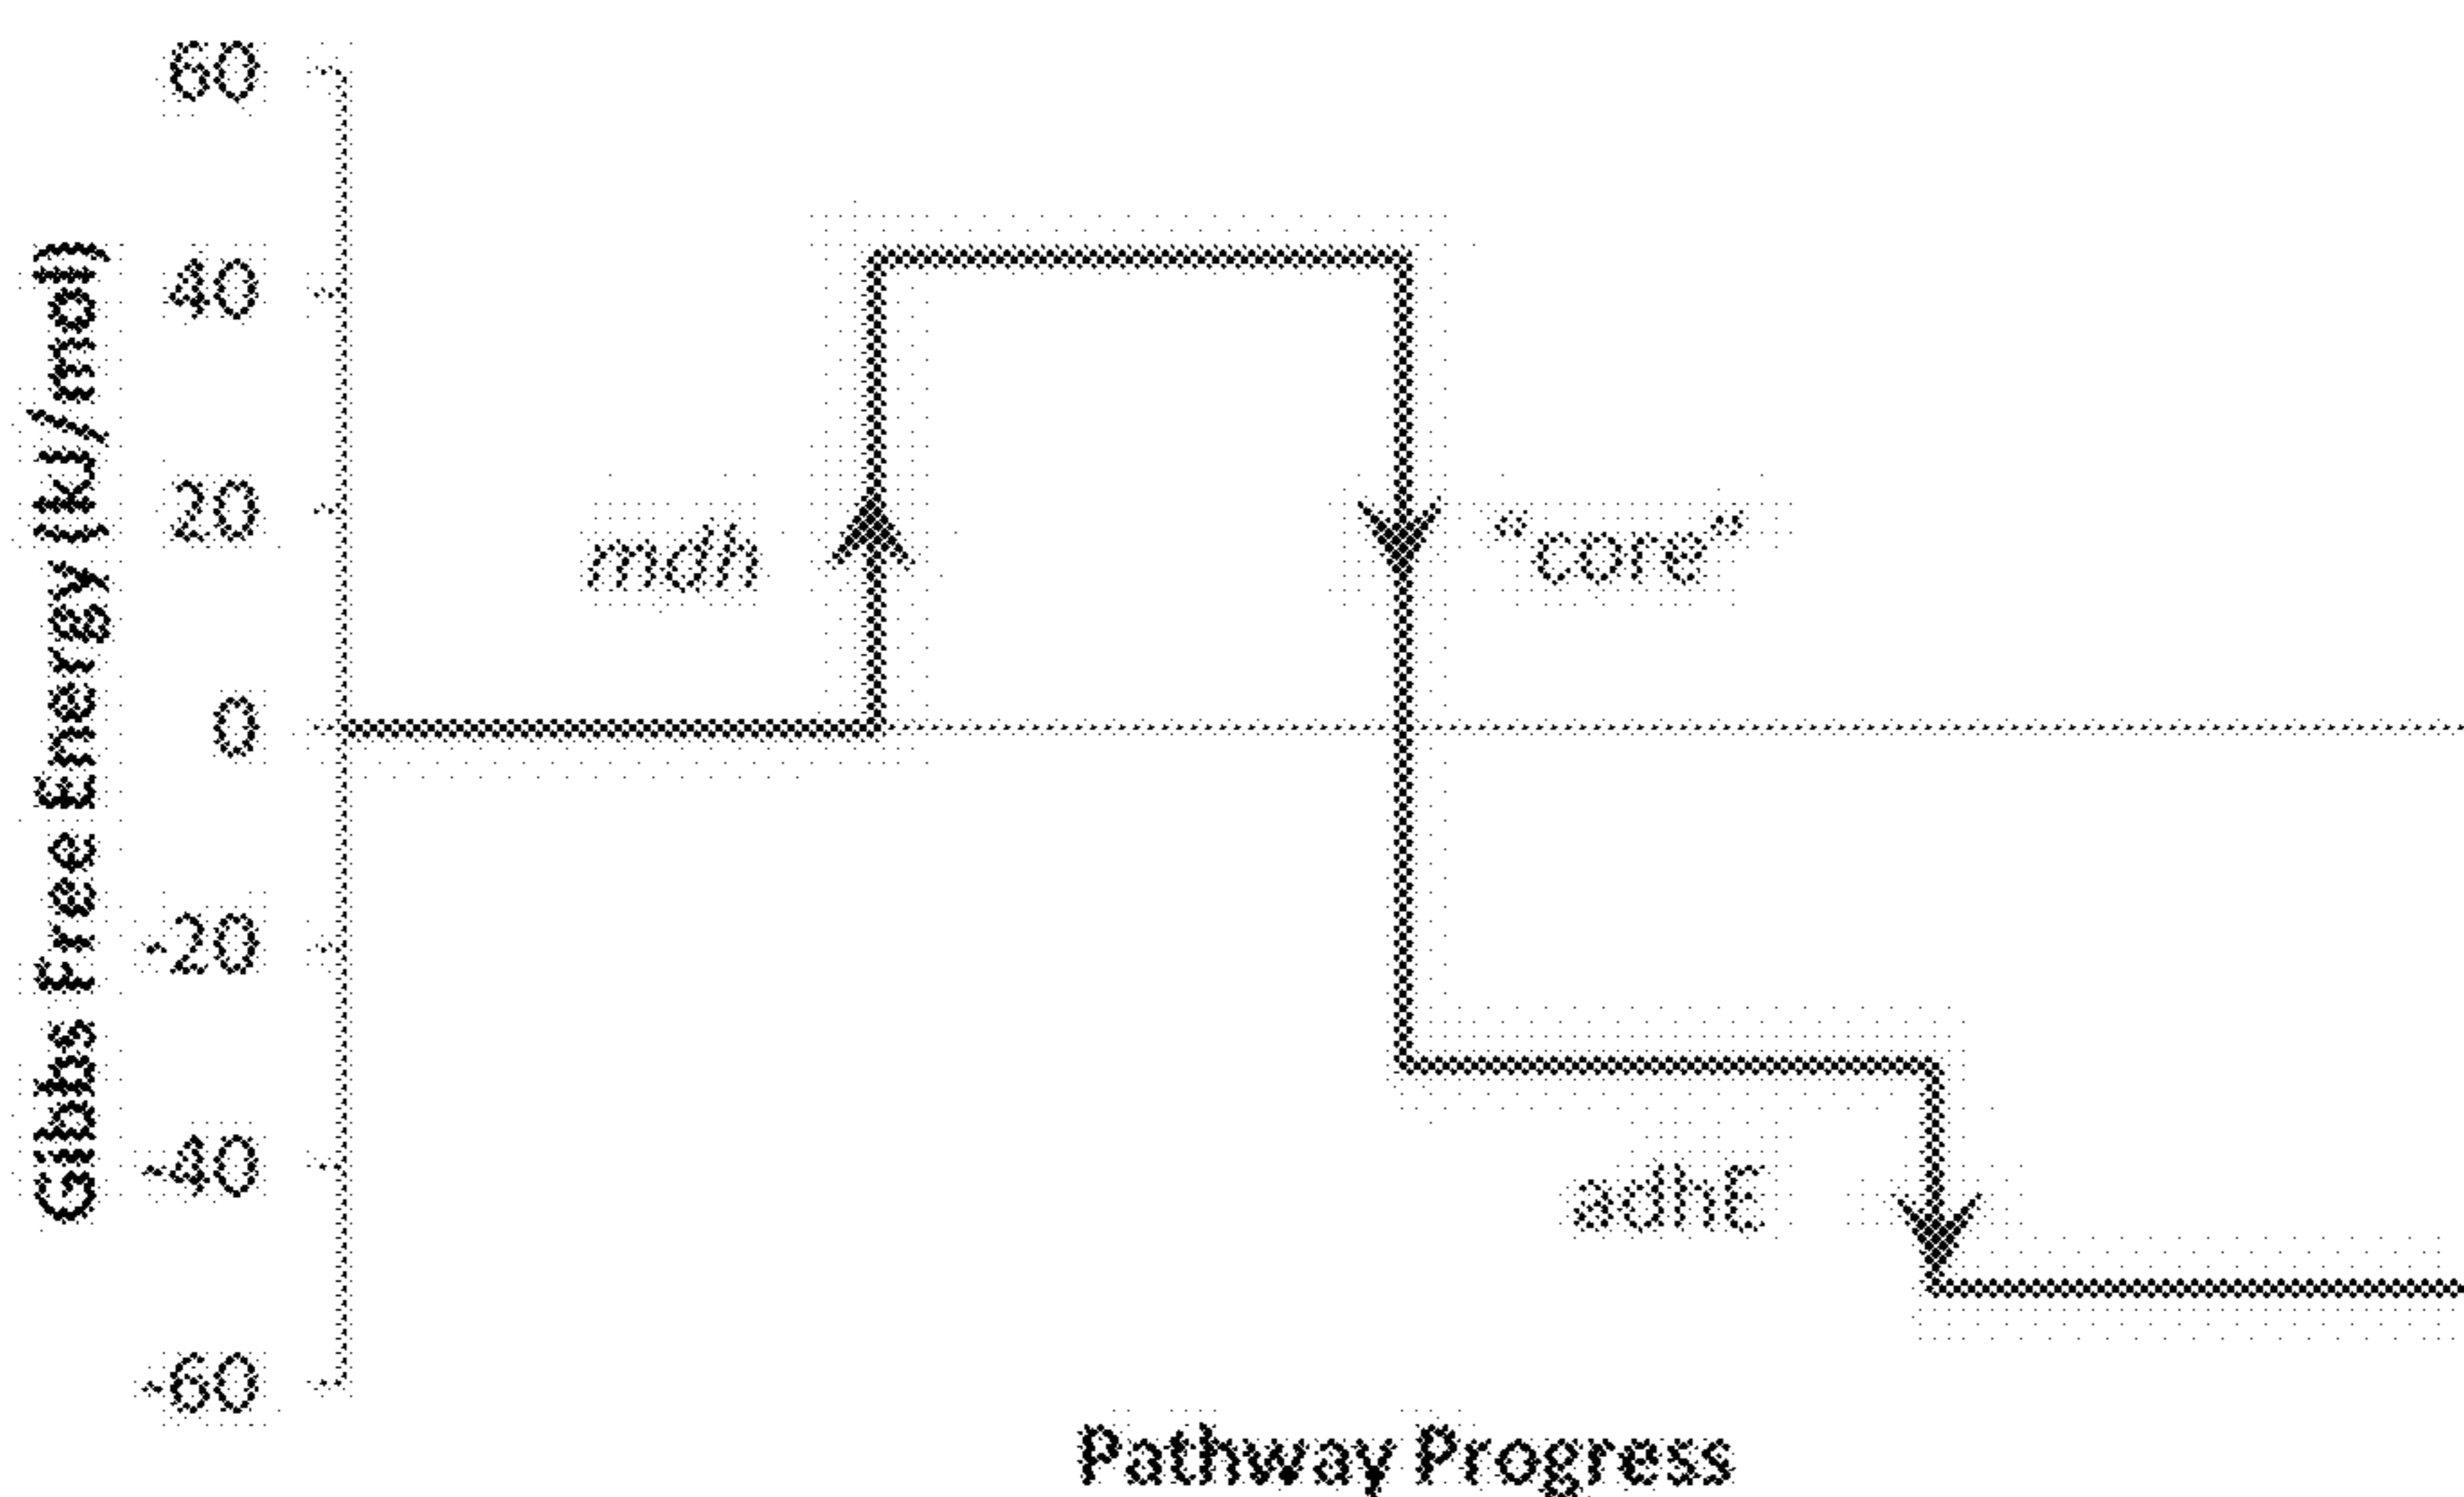 Gibbs Free Energy (kJ/mol)
60
40
20
0
-20
-40
-60
mdh
"core"
adhE
Pathway Progress